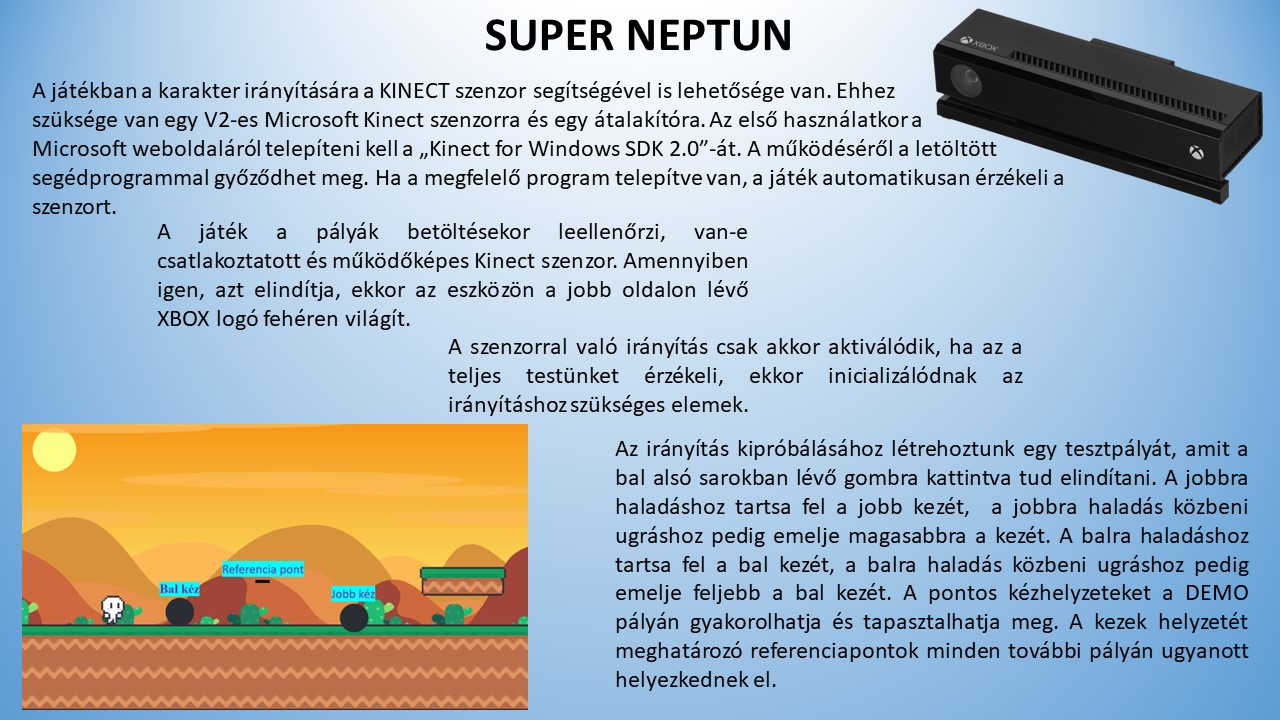 SUPER NEPTUN
XBOX
A játékban a karakter irányítására a KINECT szenzor segítségével is lehetősége van. Ehhez
szüksége van egy V2-es Microsoft Kinect szenzorra és egy átalakítóra. Az első használatkor a
Microsoft weboldaláról telepíteni kell a „Kinect for Windows SDK 2.0”-át. A működéséről a letöltött
segédprogrammal győződhet meg. Ha a megfelelő program telepítve van, a játék automatikusan érzékeli a
szenzort.
A játék a pályák betöltésekor leellenőrzi, van-e
csatlakoztatott és működőképes Kinect szenzor. Amennyiben
igen, azt elindítja, ekkor az eszközön a jobb oldalon lévő
XBOX logó fehéren világít.
A szenzorral való irányítás csak akkor aktiválódik, ha az a
teljes testünket érzékeli, ekkor inicializálódnak az
irányításhoz szükséges elemek.
Az irányítás kipróbálásához létrehoztunk egy tesztpályát, amit a
bal alsó sarokban lévő gombra kattintva tud elindítani. A jobbra
haladáshoz tartsa fel a jobb kezét, a jobbra haladás közbeni
ugráshoz pedig emelje magasabbra a kezét. A balra haladáshoz
tartsa fel a bal kezét, a balra haladás közbeni ugráshoz pedig
emelje feljebb a bal kezét. A pontos kézhelyzeteket a DEMO
pályán gyakorolhatja és tapasztalhatja meg. A kezek helyzetét
meghatározó referenciapontok minden további pályán ugyanott
helyezkednek el.
Referencia pont
Bal kéz
Jobb kéz